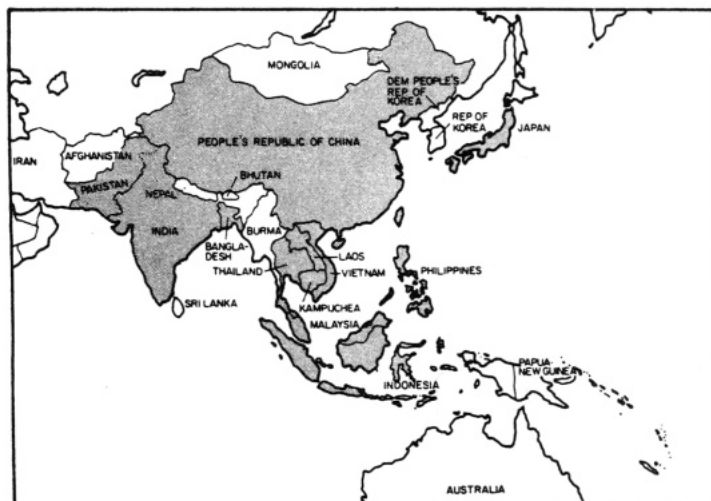 MONGOLIA
DEM PEOPLE'S
REP OF
KOREA
REP OF
KOREA
JAPAN
PEOPLE'S REPUBLIC OF CHINA
IRAN
AFGHANISTAN
PAKISTAN
NEPAL
BHUTAN
INDIA
BANGLA-
DESH
BURMA
THAILAND
LAOS
VIETNAM
KAMPUCHEA
PHILIPPINES
SRI LANKA
MALAYSIA
INDONESIA
PAPUA-
NEW GUINEA
AUSTRALIA